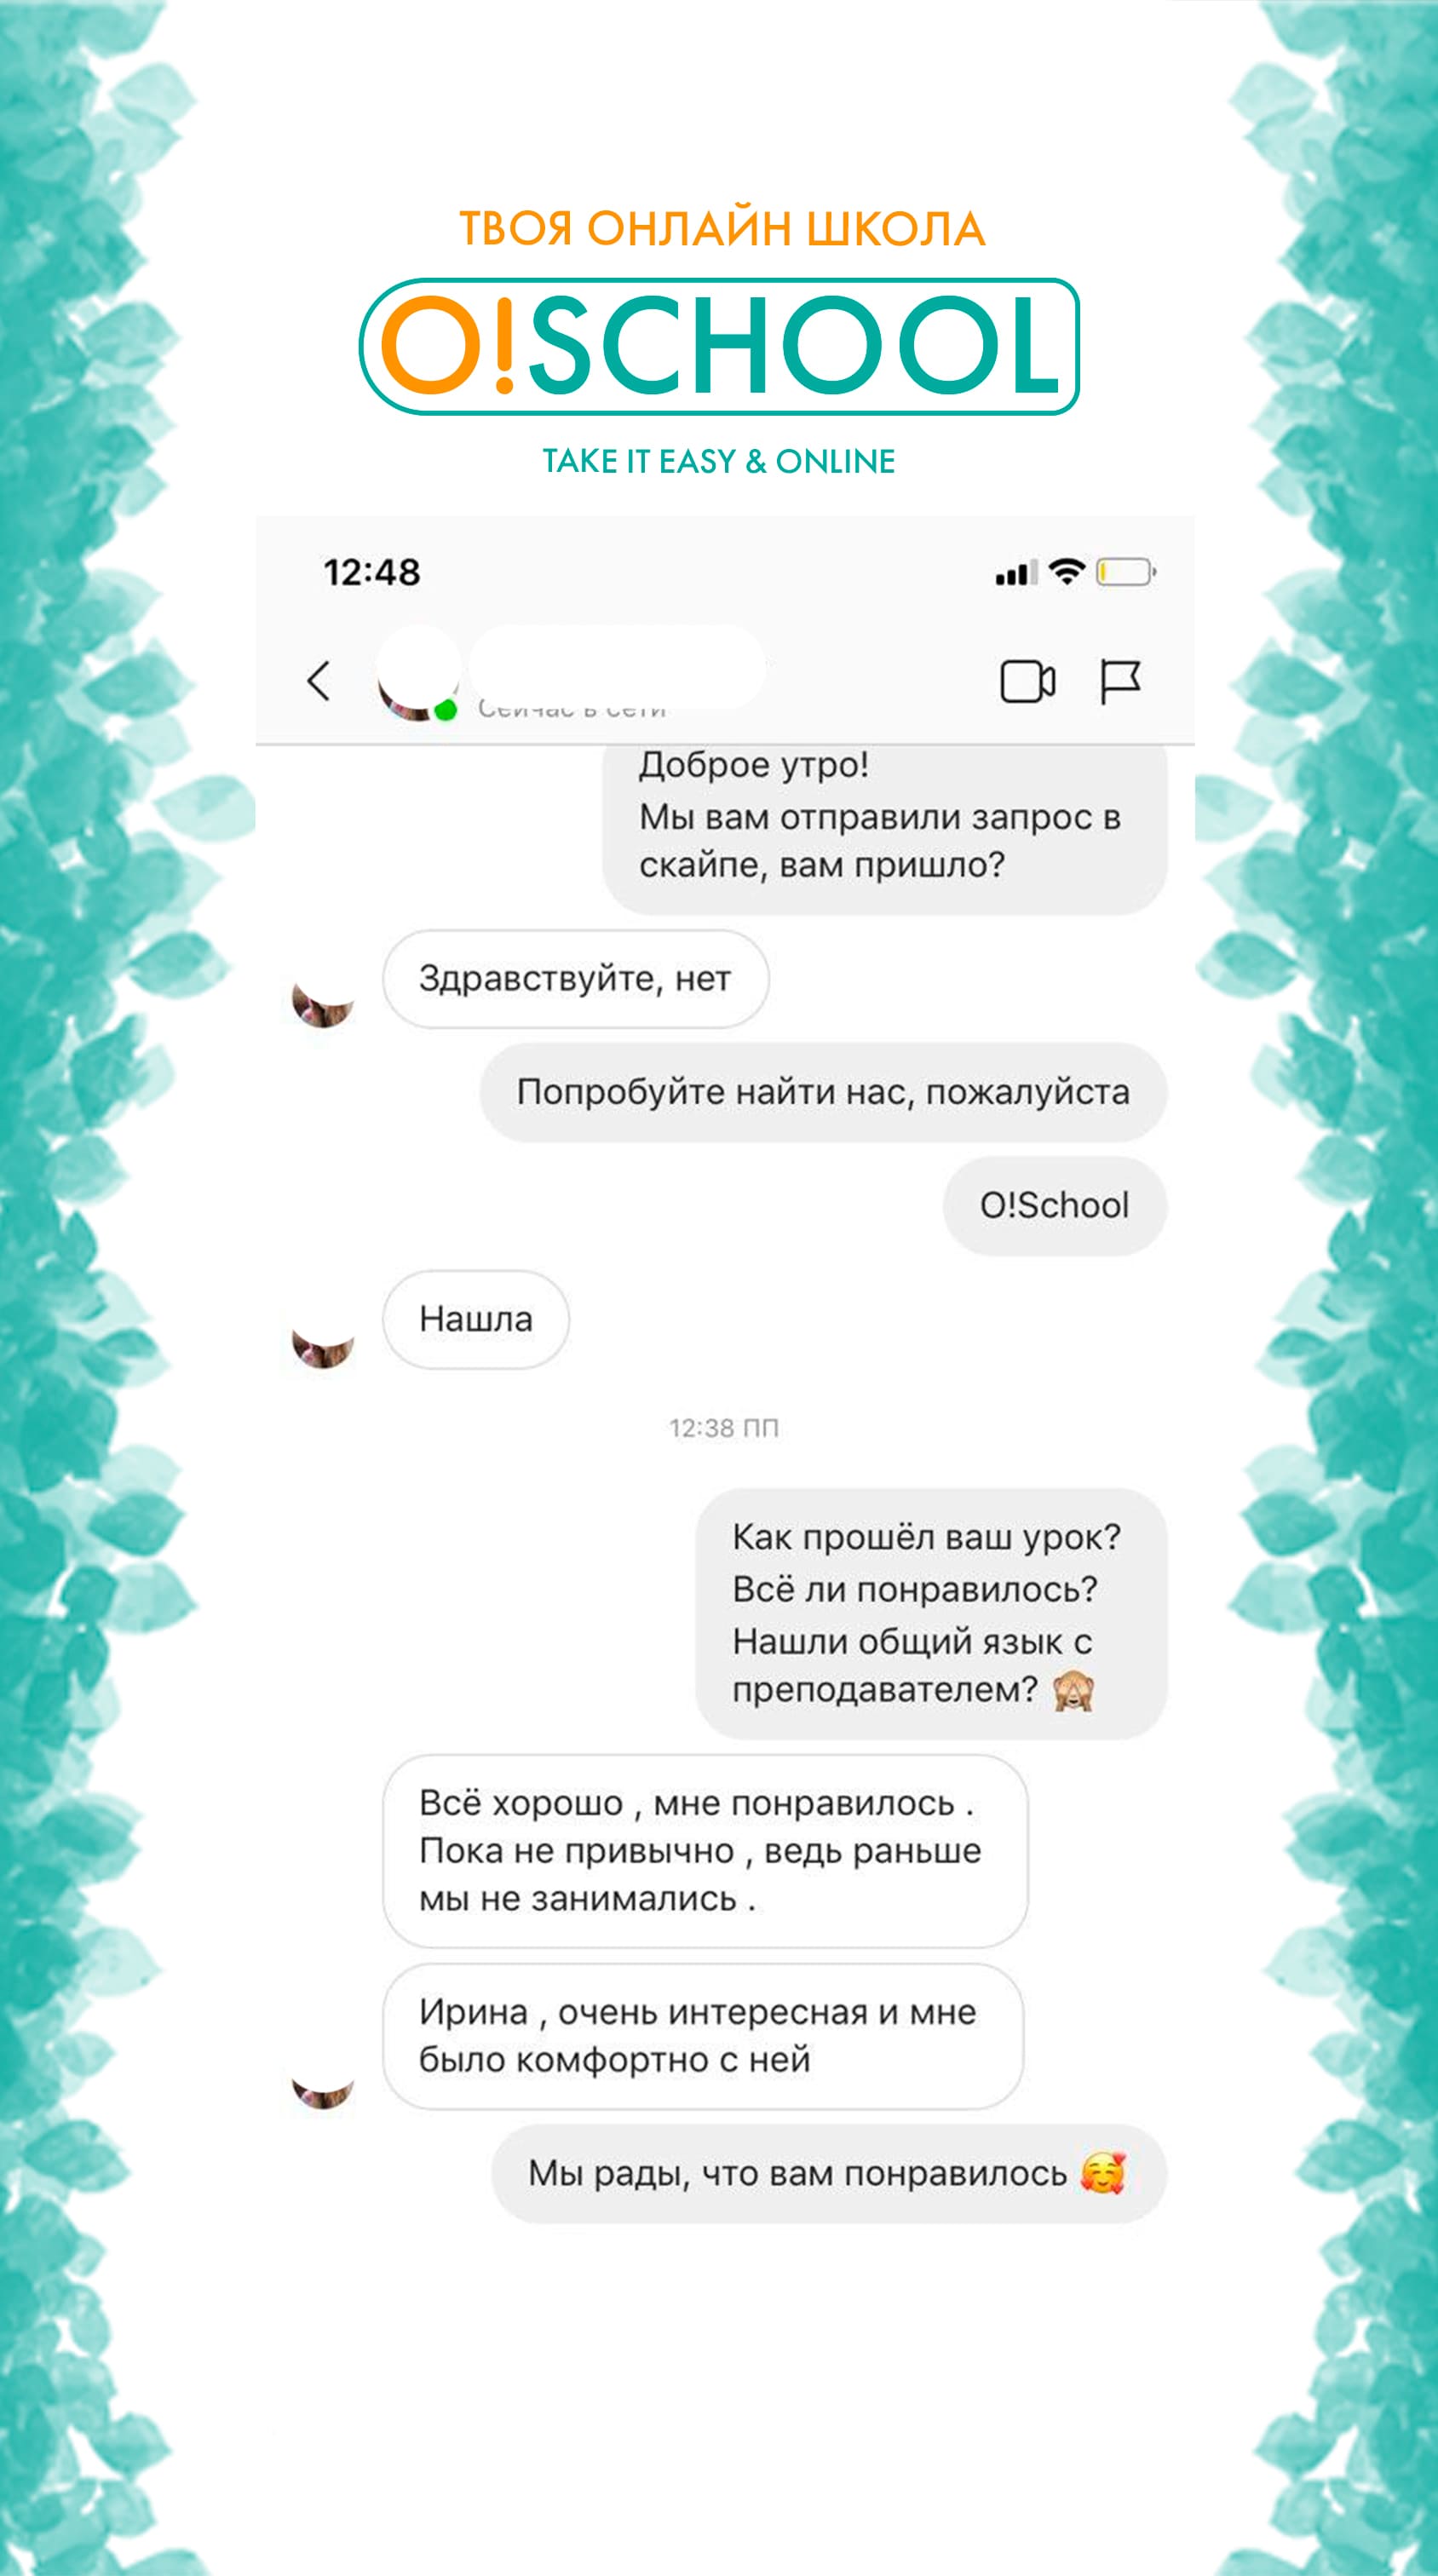 ТВОЯ ОНЛАЙН ШКОЛА
O!SCHOOL
TAKE IT EASY & ONLINE
12:48
Сейчас в сети
Доброе утро!
Мы вам отправили запрос в
скайпе, вам пришло?
Здравствуйте, нет
Попробуйте найти нас, пожалуйста
O!School
Нашла
12:38 ПП
Как прошёл ваш урок?
Всё ли понравилось?
Нашли общий язык с
преподавателем? 🙈
Всё хорошо , мне понравилось .
Пока не привычно , ведь раньше
мы не занимались .
Ирина , очень интересная и мне
было комфортно с ней
Мы рады, что вам понравилось 🥰